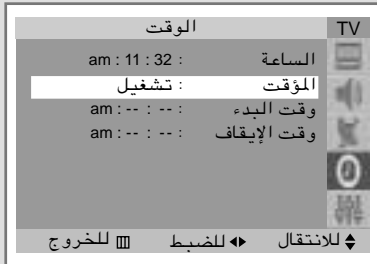 TV الوقت
الساعة : am : 11 : 32
المؤقت : تشغيل
وقت البدء : am : -- : --
وقت الإيقاف : am : -- : --
للانتقال للضبط للخروج